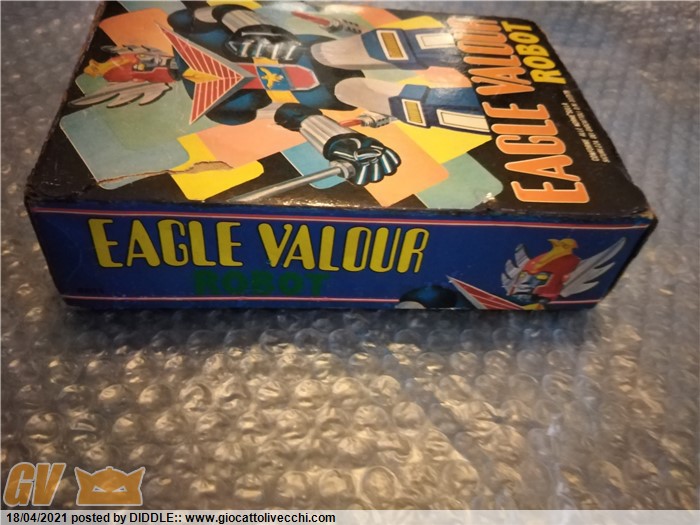 EAGLE VALOUR
ROBOT
EAGLE VALOUR
ROBOT
GV
18/04/2021 posted by DIDDLE:: www.giocattolivecchi.com